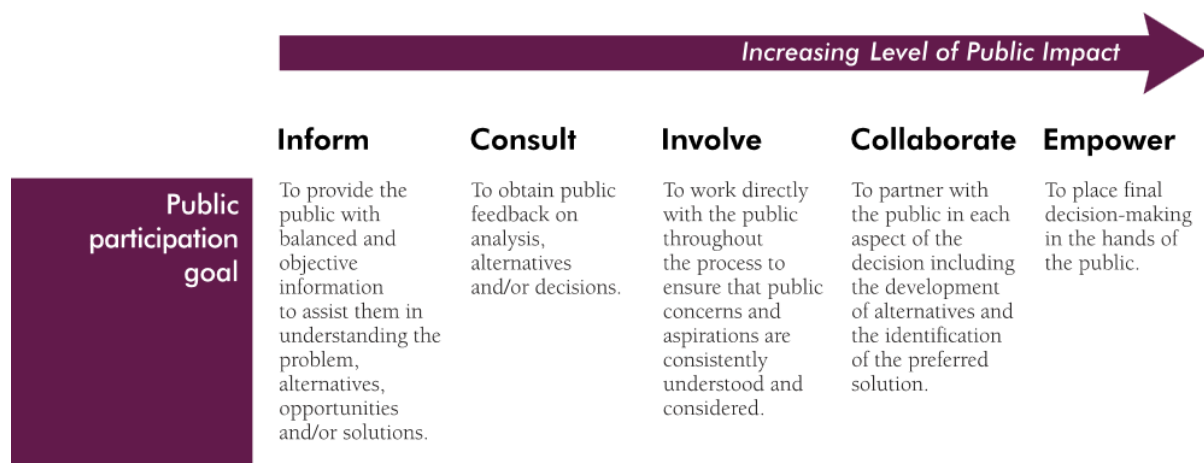 Increasing Level of Public Impact
Inform
Consult
Involve
Collaborate
Empower
Public
participation
goal
To provide the
public with
balanced and
objective
information
to assist them in
understanding the
problem,
alternatives,
opportunities
and/or solutions.
To obtain public
feedback on
analysis,
alternatives
and/or decisions.
To work directly
with the public
throughout
the process to
ensure that public
concerns and
aspirations are
consistently
understood and
considered.
To partner with
the public in each
aspect of the
decision including
the development
of alternatives and
the identification
of the preferred
solution.
To place final
decision-making
in the hands of
the public.